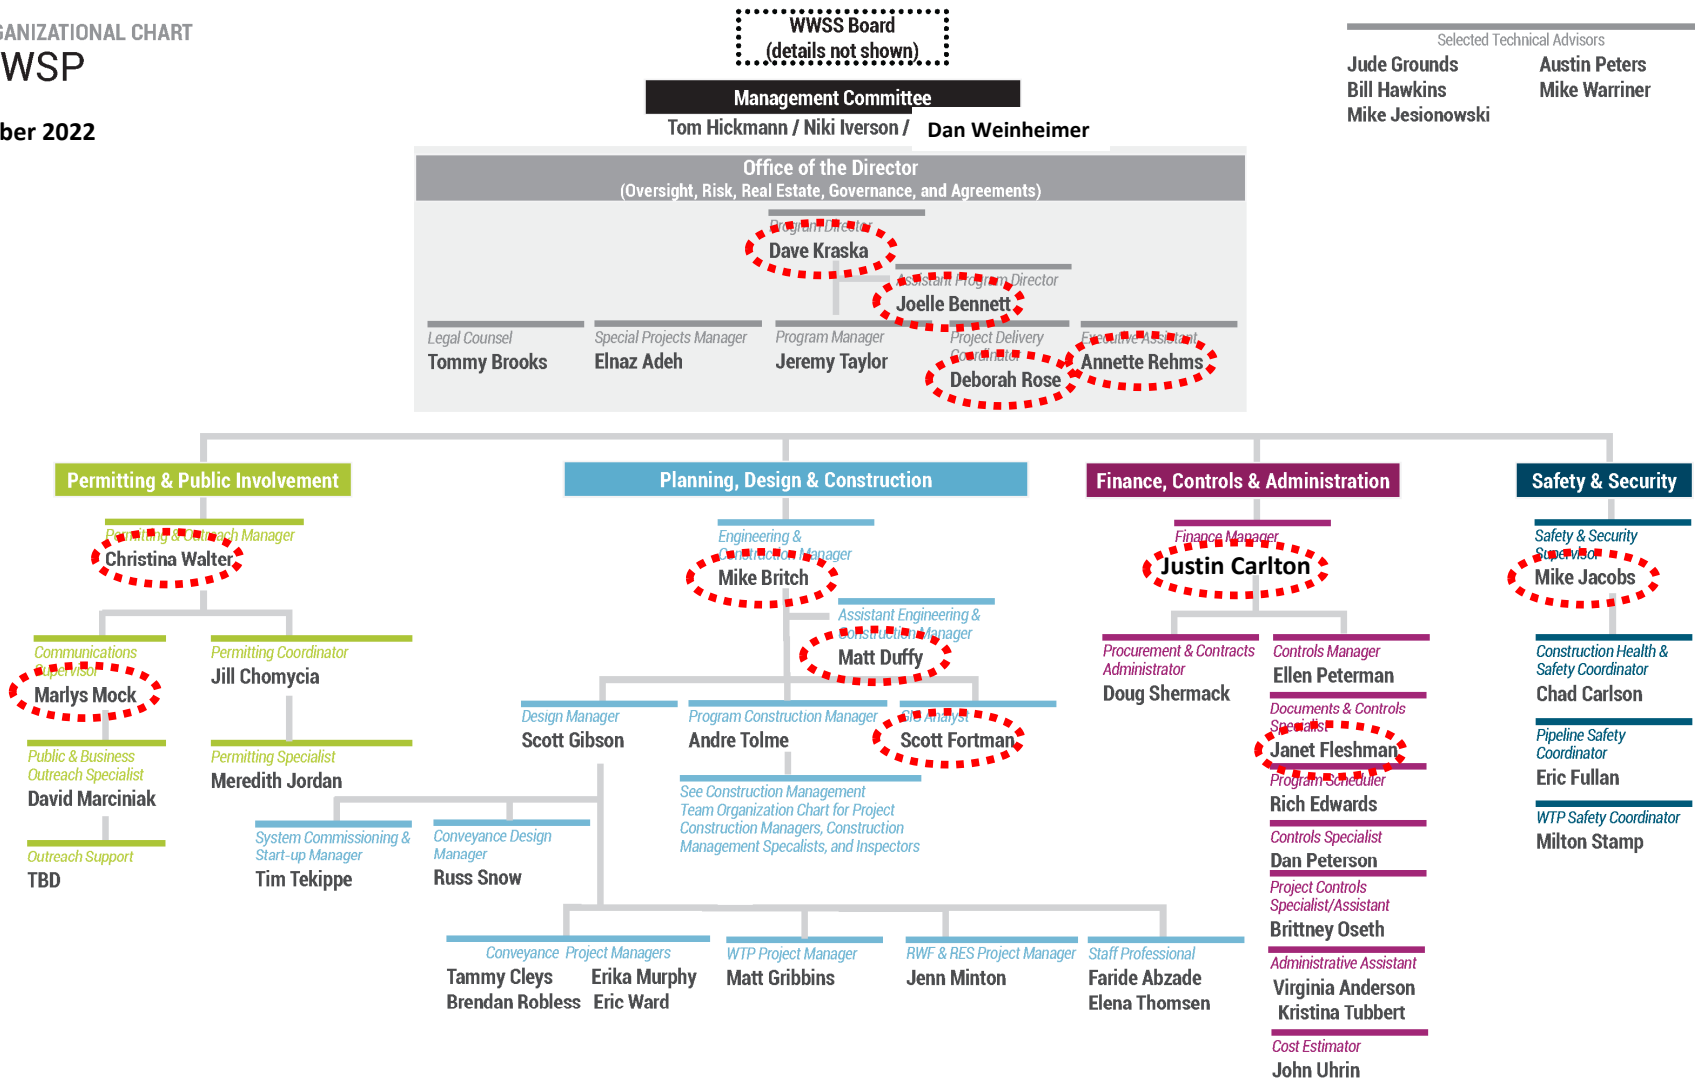 GANIZATIONAL CHART
WSP
ber 2022
WWSS Board
(details not shown)
Management Committee
Tom Hickmann / Niki Iverson / Dan Weinheimer
Selected Technical Advisors
Jude Grounds Austin Peters
Bill Hawkins Mike Warriner
Mike Jesionowski
Office of the Director
(Oversight, Risk, Real Estate, Governance, and Agreements)
Program Director
Dave Kraska
Assistant Program Director
Joelle Bennett
Legal Counsel
Tommy Brooks
Special Projects Manager
Elnaz Adeh
Program Manager
Jeremy Taylor
Project Delivery
Coordinator
Deborah Rose
Executive Assistant
Annette Rehms
Permitting & Public Involvement
Permitting & Outreach Manager
Christina Walter
Communications
Supervisor
Marlys Mock
Public & Business
Outreach Specialist
David Marciniak
Outreach Support
TBD
Permitting Coordinator
Jill Chomycia
Permitting Specialist
Meredith Jordan
Planning, Design & Construction
Engineering &
Construction Manager
Mike Britch
Assistant Engineering &
Construction Manager
Matt Duffy
Design Manager
Scott Gibson
Program Construction Manager
Andre Tolme
GIS Analyst
Scott Fortman
See Construction Management
Team Organization Chart for Project
Construction Managers, Construction
Management Specalists, and Inspectors
System Commissioning &
Start-up Manager
Tim Tekippe
Conveyance Design
Manager
Russ Snow
Conveyance Project Managers
Tammy Cleys Erika Murphy
Brendan Robless Eric Ward
WTP Project Manager
Matt Gribbins
RWF & RES Project Manager
Jenn Minton
Staff Professional
Faride Abzade
Elena Thomsen
Finance, Controls & Administration
Finance Manager
Justin Carlton
Procurement & Contracts
Administrator
Doug Shermack
Controls Manager
Ellen Peterman
Documents & Controls
Specialist
Janet Fleshman
Program Scheduler
Rich Edwards
Controls Specialist
Dan Peterson
Project Controls
Specialist/Assistant
Brittney Oseth
Administrative Assistant
Virginia Anderson
Kristina Tubbert
Cost Estimator
John Uhrin
Safety & Security
Safety & Security
Supervisor
Mike Jacobs
Construction Health &
Safety Coordinator
Chad Carlson
Pipeline Safety
Coordinator
Eric Fullan
WTP Safety Coordinator
Milton Stamp